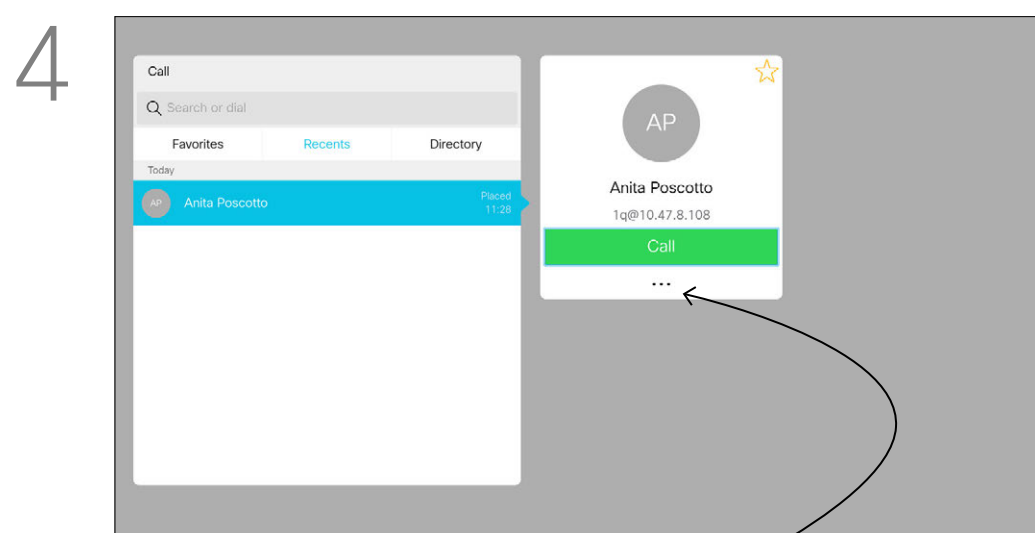 4
Call
Search or dial
Favorites Recents Directory
Today
AP Anita Poscotto Placed
11:28
AP
Anita Poscotto
1q@10.47.8.108
Call
...